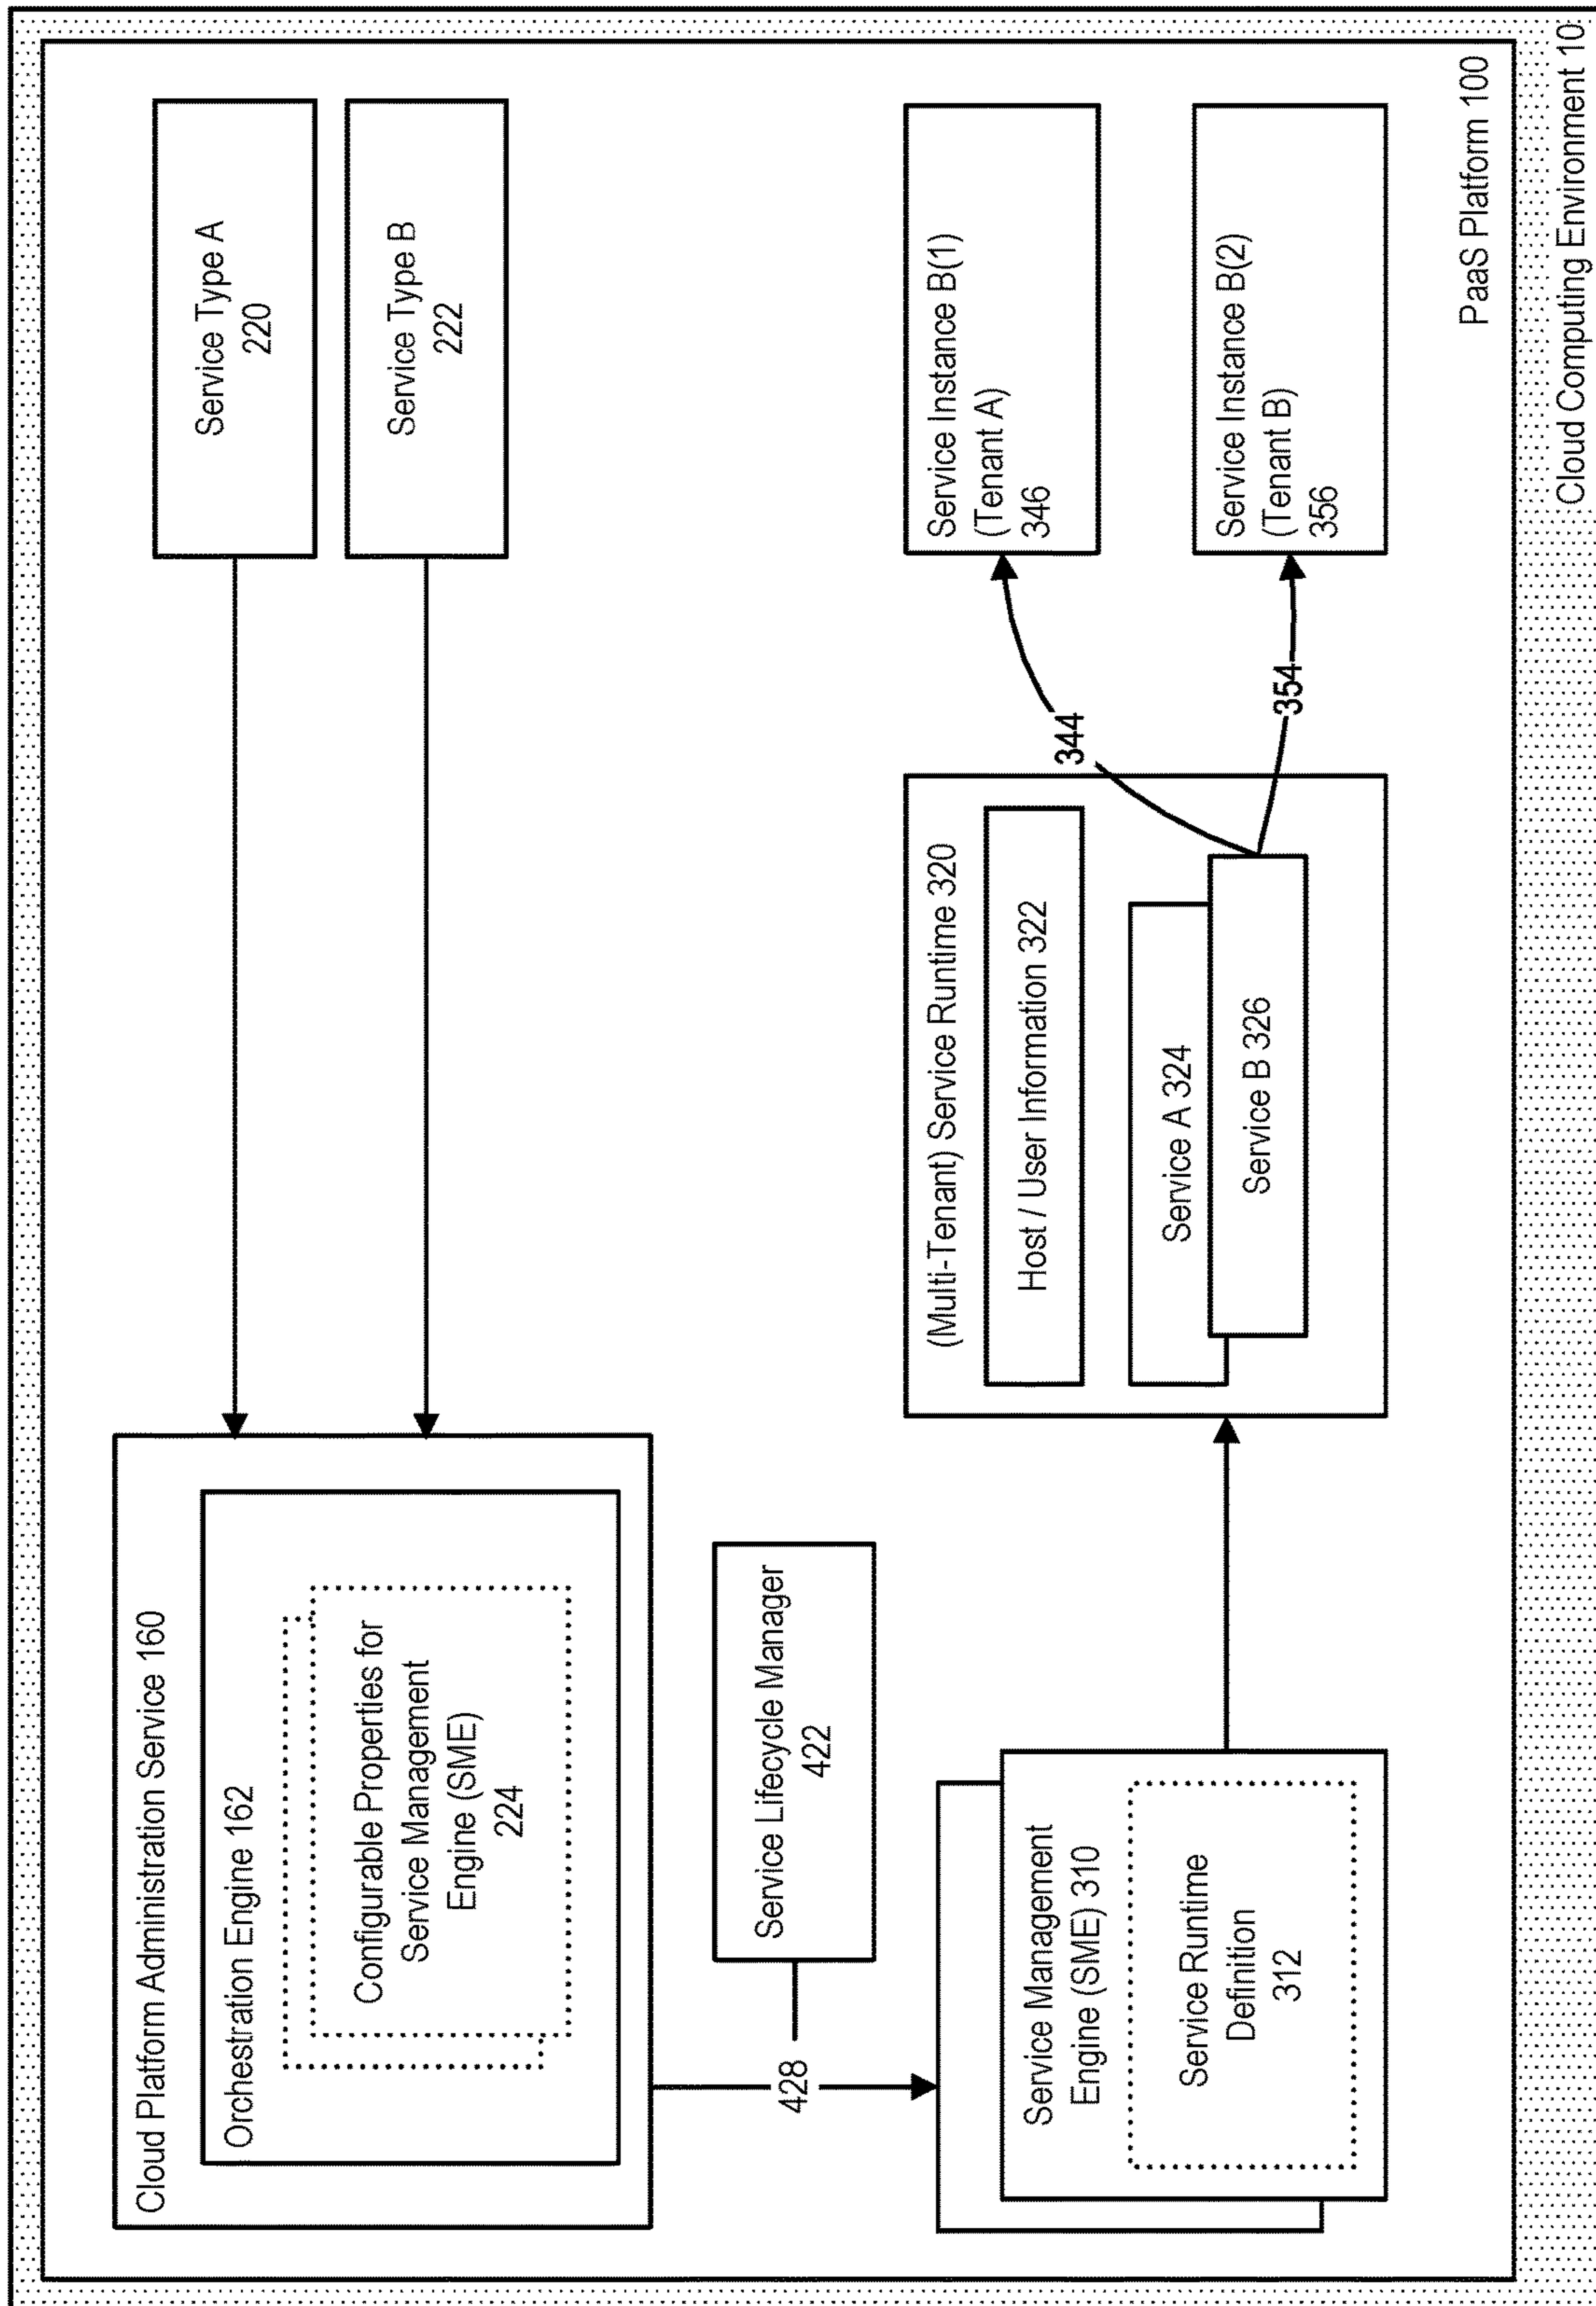 Cloud Platform Administration Service 160
Orchestration Engine 162
Configurable Properties for
Service Management
Engine (SME)
224
Service Type A
220
Service Type B
222
Service Lifecycle Manager
422
428
Service Management
Engine (SME) 310
Service Runtime
Definition
312
(Multi-Tenant) Service Runtime 320
Host / User Information 322
Service A 324
Service B 326
344
354
Service Instance B(1)
(Tenant A)
346
Service Instance B(2)
(Tenant B)
356
PaaS Platform 100
Cloud Computing Environment 10